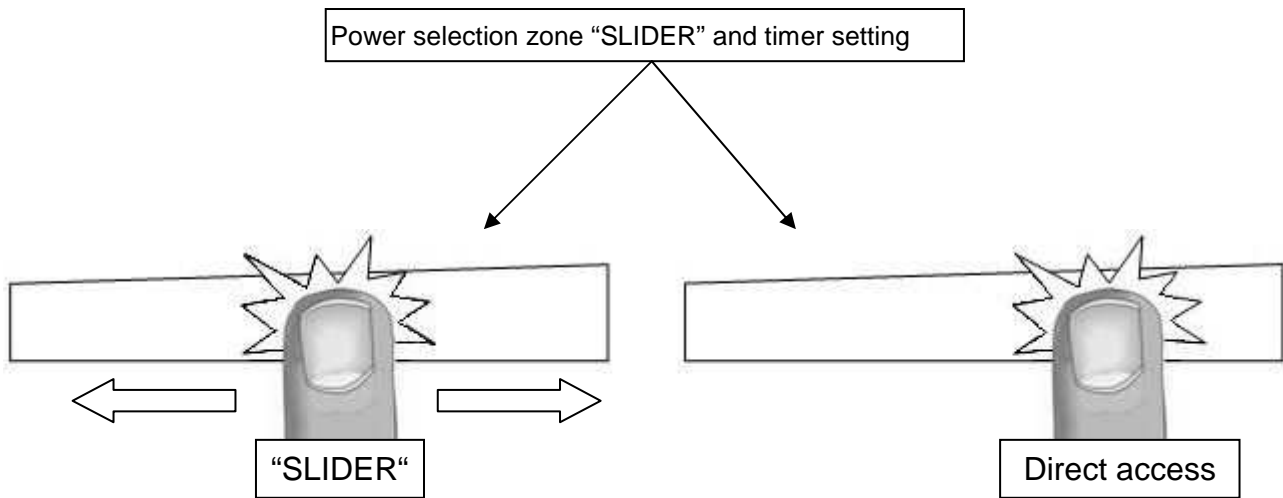 Power selection zone “SLIDER” and timer setting
“SLIDER“
Direct access